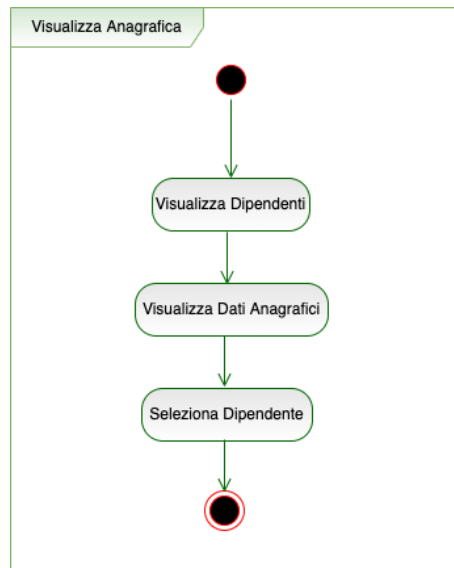 Visualizza Anagrafica
Visualizza Dipendenti
Visualizza Dati Anagrafici
Seleziona Dipendente